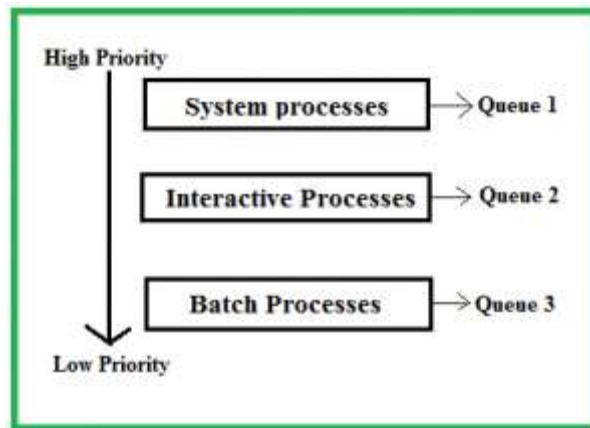 High Priority
System processes
Queue 1
Interactive Processes
Queue 2
Batch Processes
Queue 3
Low Priority